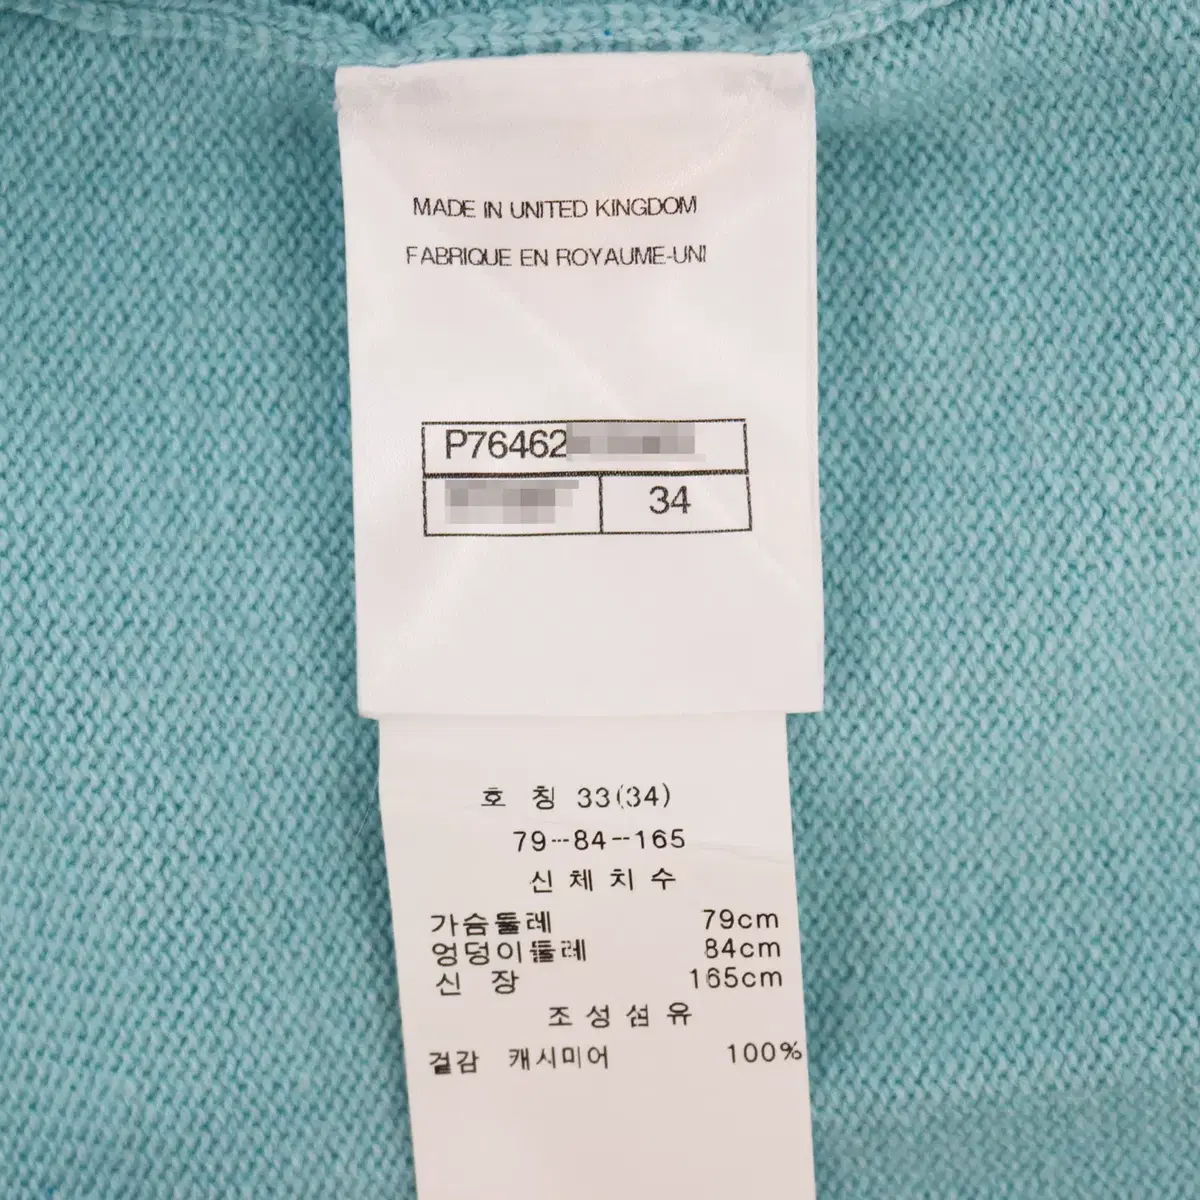 MADE IN UNITED KINGDOM
FABRIQUE EN ROYAUME-UNI
P76462
34
호 칭 33(34)
79--84--165
신체치수
가슴둘레 79cm
엉덩이둘레 84cm
신 장 165cm
조성섬유
겉감 캐시미어 100%